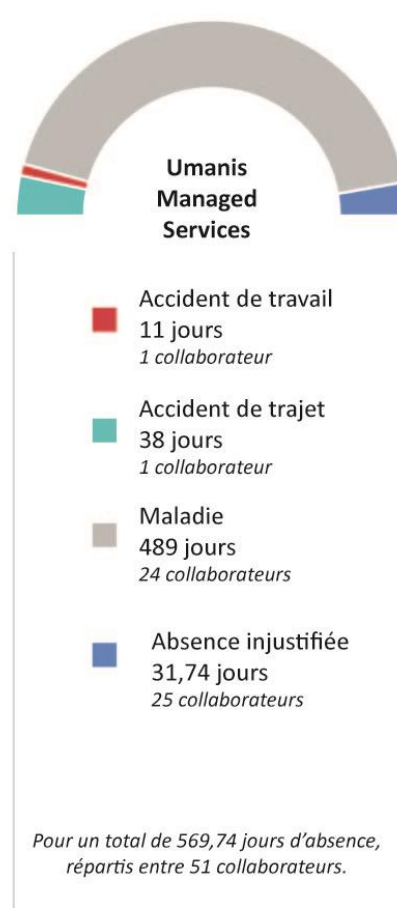 Umanis
Managed
Services
Accident de travail
11 jours
1 collaborateur
Accident de trajet
38 jours
1 collaborateur
Maladie
489 jours
24 collaborateurs
Absence injustifiée
31,74 jours
25 collaborateurs
Pour un total de 569,74 jours d’absence,
répartis entre 51 collaborateurs.